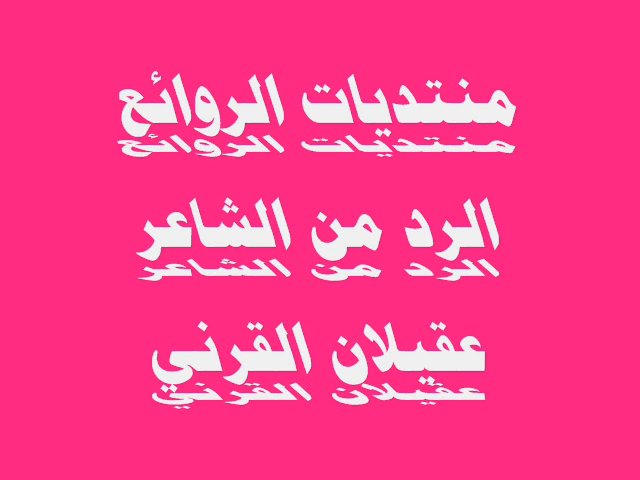 منتديات الروائع
الرد من الشاعر
عقيلان القرني